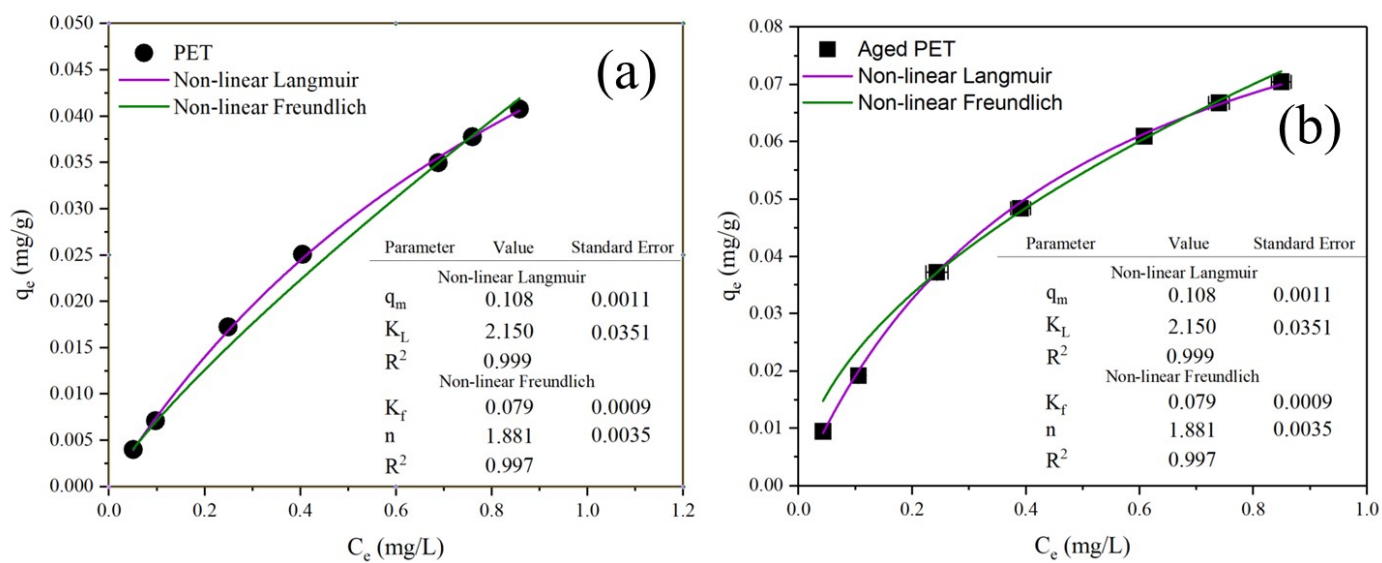 (a)
PET
Non-linear Langmuir
Non-linear Freundlich
q_e (mg/g)
0.050
0.045
0.040
0.035
0.030
0.025
0.020
0.015
0.010
0.005
0.000
Parameter Value Standard Error
Non-linear Langmuir
q_m 0.108 0.0011
K_L 2.150 0.0351
R² 0.999
Non-linear Freundlich
K_f 0.079 0.0009
n 1.881 0.0035
R² 0.997
0.0 0.2 0.4 0.6 0.8 1.0 1.2
C_e (mg/L)
(b)
Aged PET
Non-linear Langmuir
Non-linear Freundlich
q_e (mg/g)
0.08
0.07
0.06
0.05
0.04
0.03
0.02
0.01
0.00
Parameter Value Standard Error
Non-linear Langmuir
q_m 0.108 0.0011
K_L 2.150 0.0351
R² 0.999
Non-linear Freundlich
K_f 0.079 0.0009
n 1.881 0.0035
R² 0.997
0.0 0.2 0.4 0.6 0.8 1.0
C_e (mg/L)